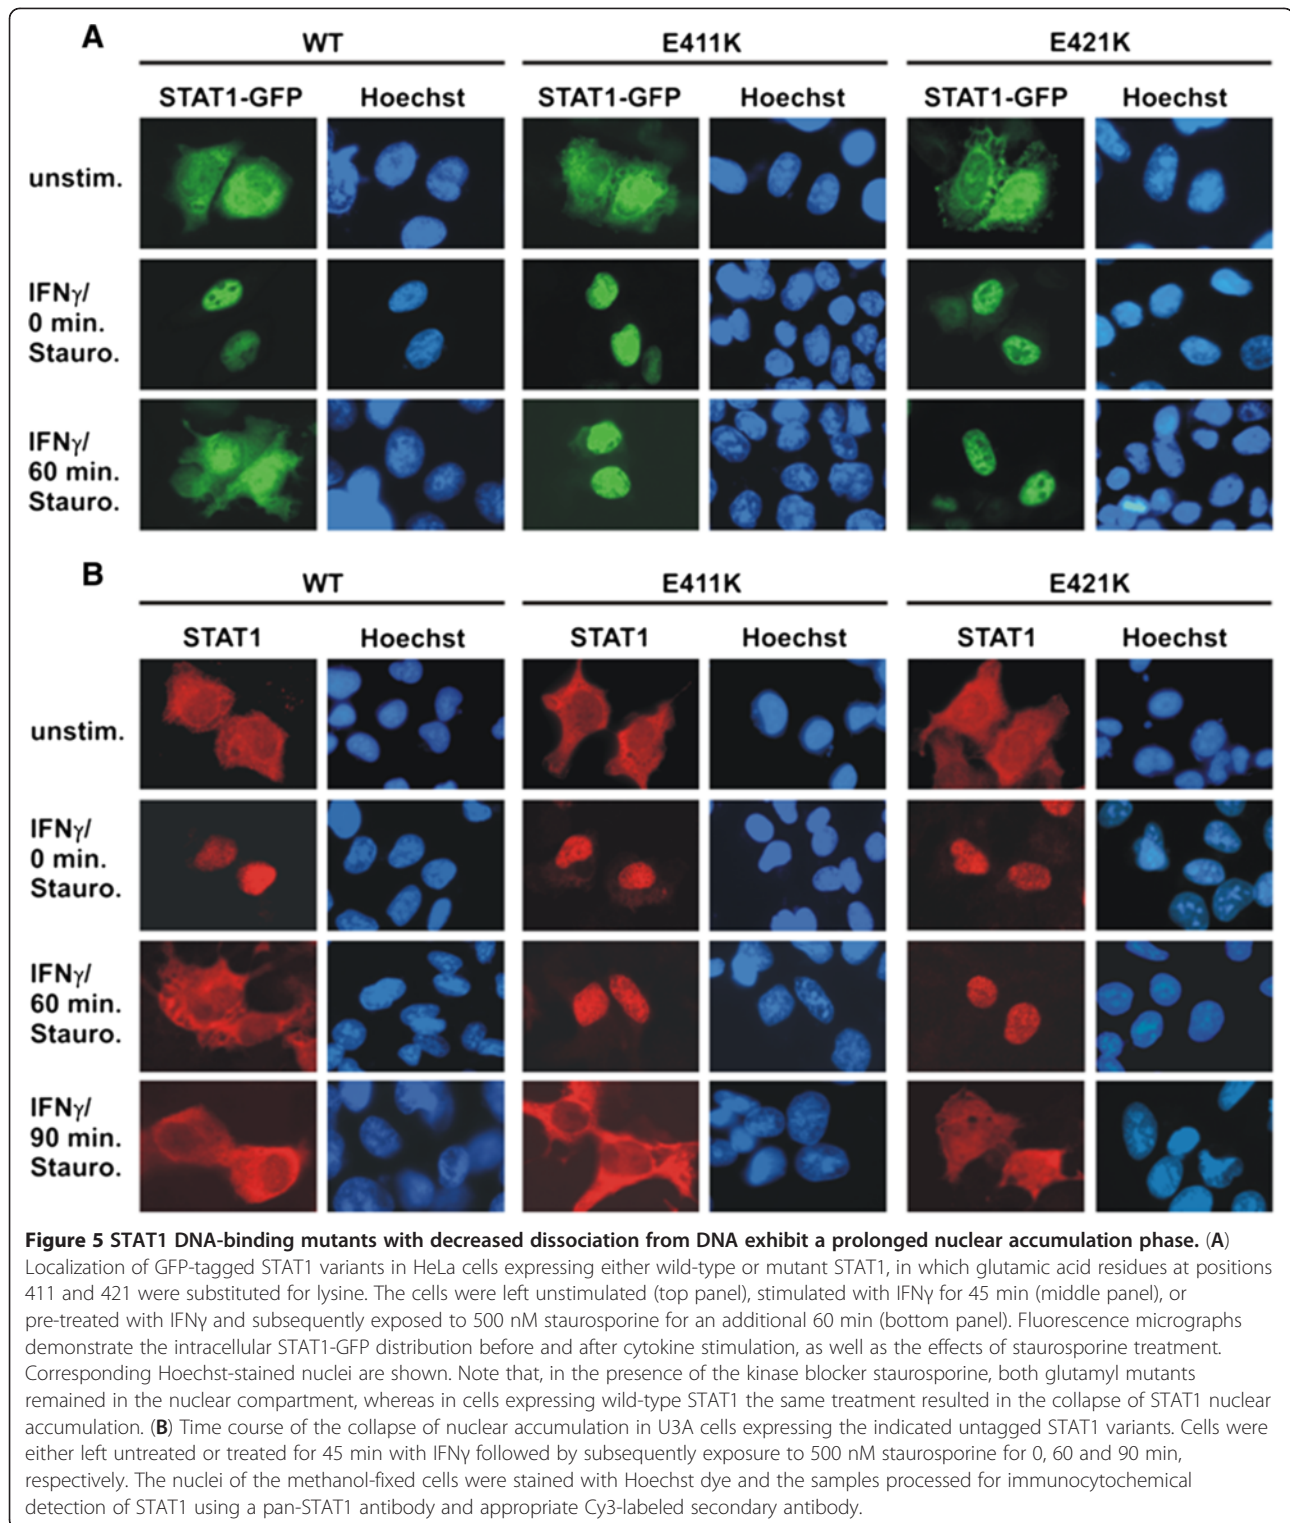 A
WT E411K E421K
STAT1-GFP Hoechst STAT1-GFP Hoechst STAT1-GFP Hoechst
unstim.
IFNγ/
0 min.
Stauro.
IFNγ/
60 min.
Stauro.
B
WT E411K E421K
STAT1 Hoechst STAT1 Hoechst STAT1 Hoechst
unstim.
IFNγ/
0 min.
Stauro.
IFNγ/
60 min.
Stauro.
IFNγ/
90 min.
Stauro.
Figure 5 STAT1 DNA-binding mutants with decreased dissociation from DNA exhibit a prolonged nuclear accumulation phase. (A)
Localization of GFP-tagged STAT1 variants in HeLa cells expressing either wild-type or mutant STAT1, in which glutamic acid residues at positions
411 and 421 were substituted for lysine. The cells were left unstimulated (top panel), stimulated with IFNγ for 45 min (middle panel), or
pre-treated with IFNγ and subsequently exposed to 500 nM staurosporine for an additional 60 min (bottom panel). Fluorescence micrographs
demonstrate the intracellular STAT1-GFP distribution before and after cytokine stimulation, as well as the effects of staurosporine treatment.
Corresponding Hoechst-stained nuclei are shown. Note that, in the presence of the kinase blocker staurosporine, both glutamyl mutants
remained in the nuclear compartment, whereas in cells expressing wild-type STAT1 the same treatment resulted in the collapse of STAT1 nuclear
accumulation. (B) Time course of the collapse of nuclear accumulation in U3A cells expressing the indicated untagged STAT1 variants. Cells were
either left untreated or treated for 45 min with IFNγ followed by subsequently exposure to 500 nM staurosporine for 0, 60 and 90 min,
respectively. The nuclei of the methanol-fixed cells were stained with Hoechst dye and the samples processed for immunocytochemical
detection of STAT1 using a pan-STAT1 antibody and appropriate Cy3-labeled secondary antibody.